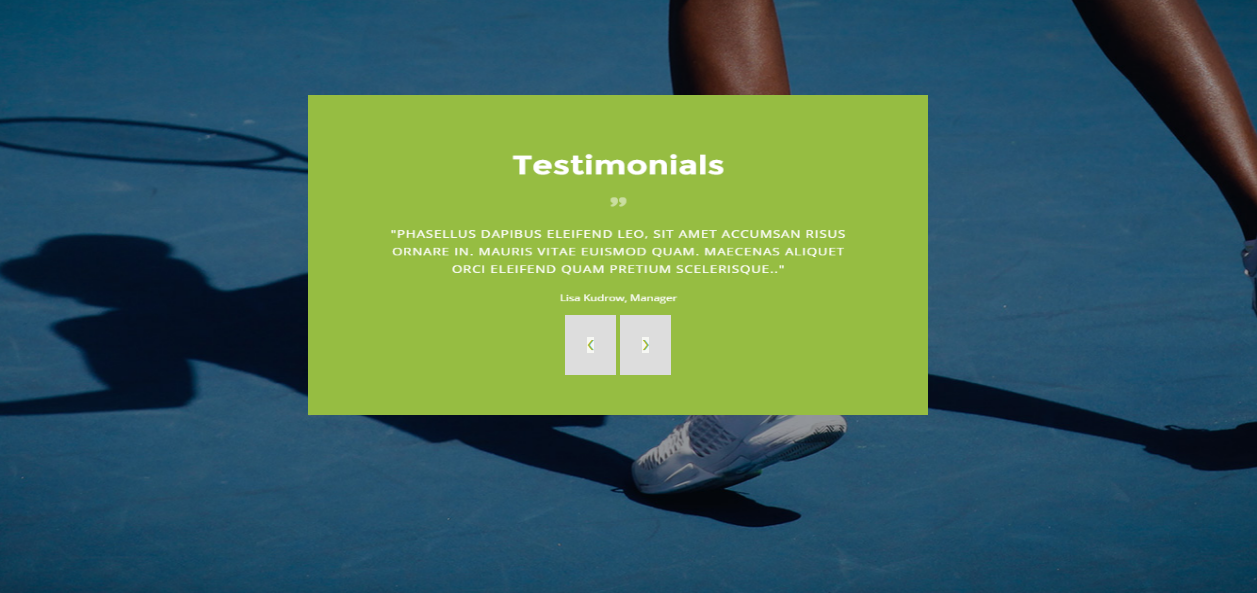 Testimonials
”
"PHASELLUS DAPIBUS ELEIFEND LEO, SIT AMET ACCUMSAN RISUS
ORNARE IN. MAURIS VITAE EUISMOD QUAM. MAECENAS ALIQUET
ORCI ELEIFEND QUAM PRETIUM SCELERISQUE.."
Lisa Kudrow, Manager
‹ ›